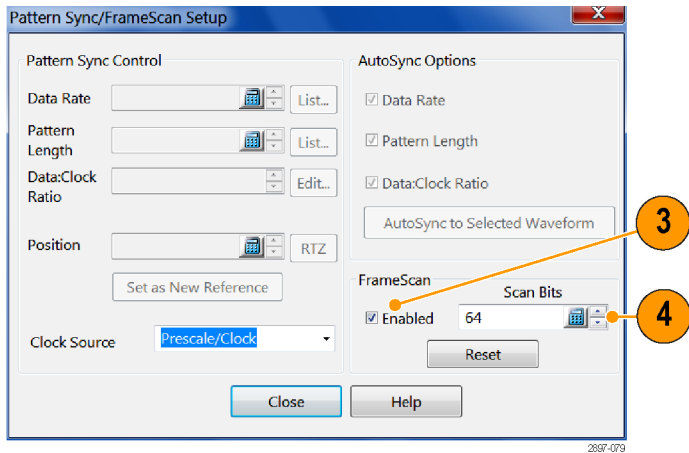 Pattern Sync/FrameScan Setup
X
Pattern Sync Control
Data Rate
List...
Pattern
Length
List...
Data:Clock
Ratio
Edit...
Position
RTZ
Set as New Reference
Clock Source
Prescale/Clock
AutoSync Options
Data Rate
Pattern Length
Data:Clock Ratio
AutoSync to Selected Waveform
3
FrameScan
Scan Bits
Enabled
64
4
Reset
Close
Help
2897-079